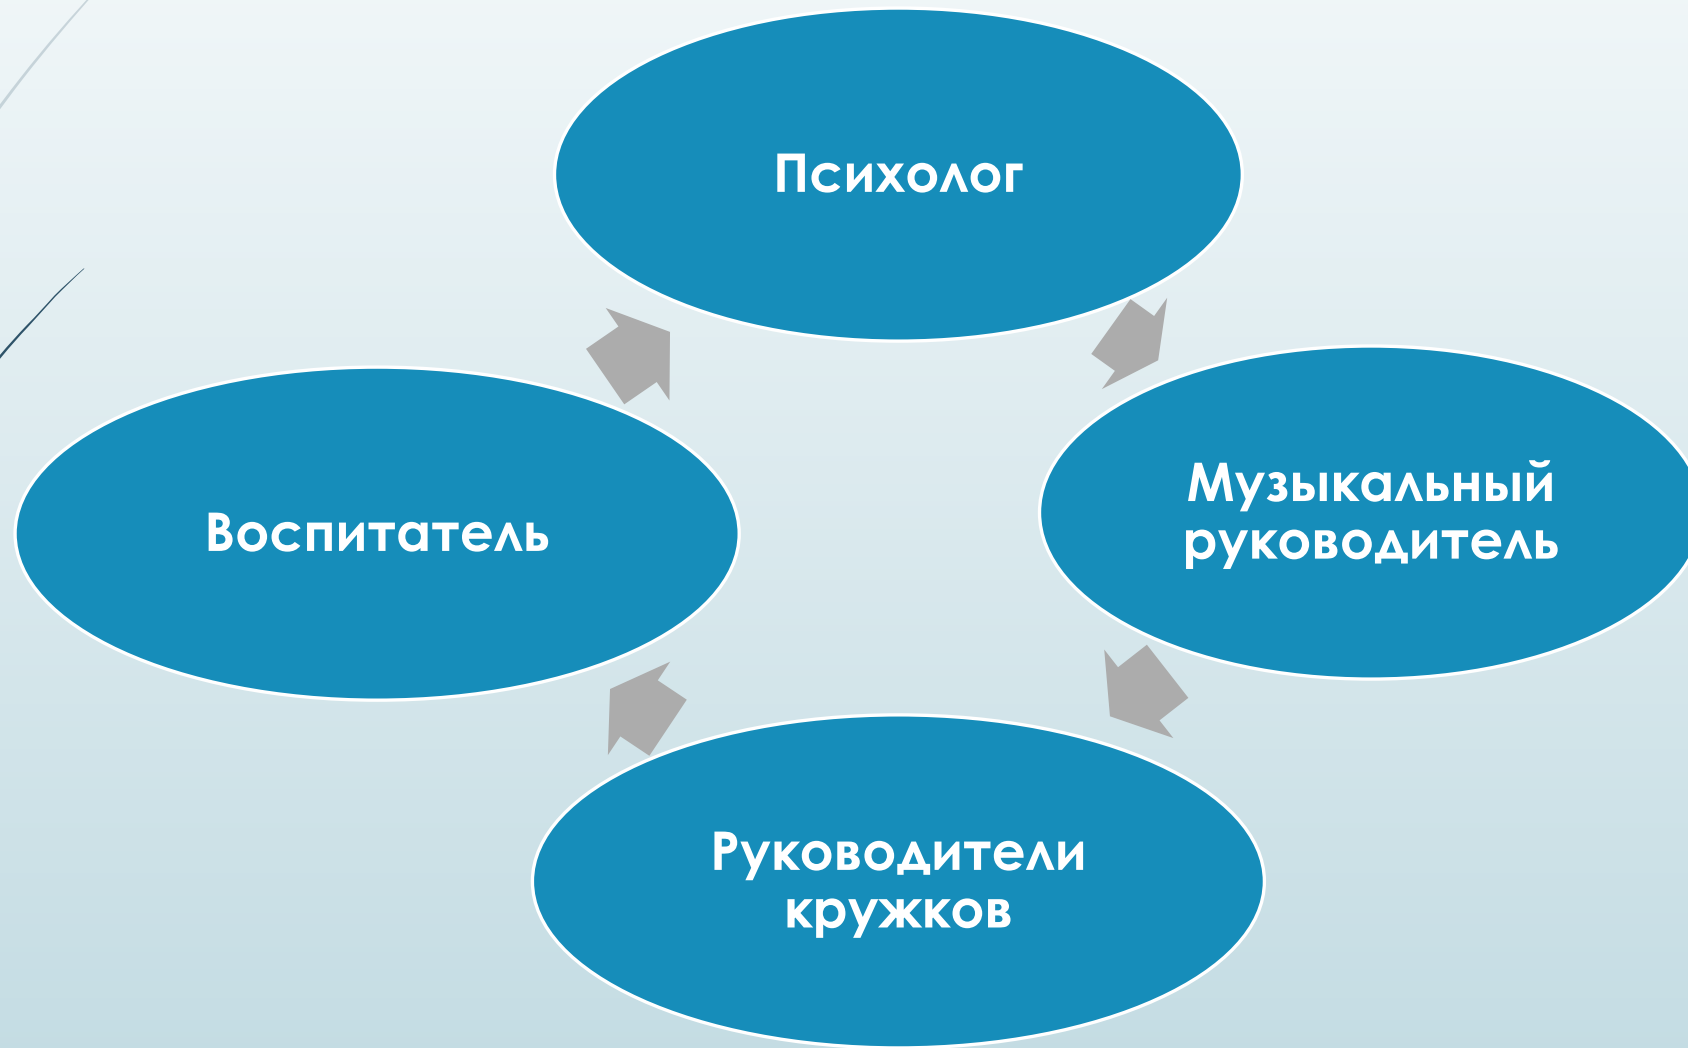 Психолог
Музыкальный
руководитель
Воспитатель
Руководители
кружков